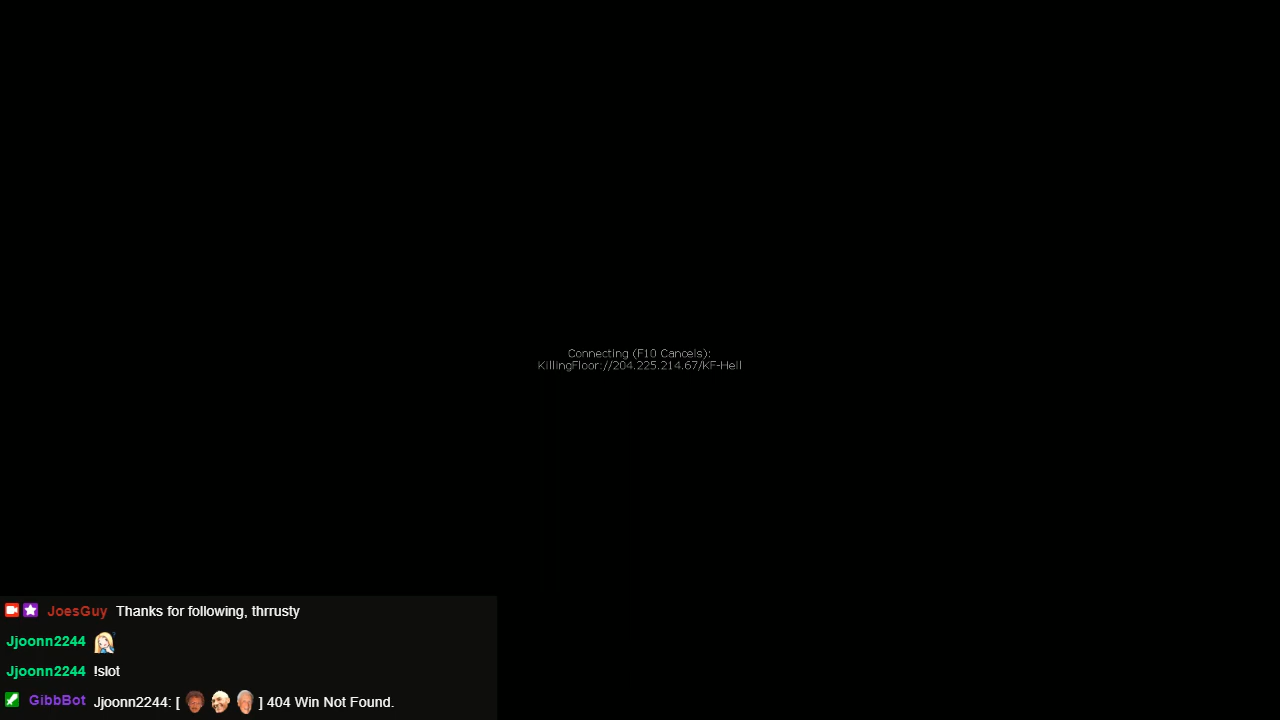 Connecting (F10 Cancels):
KillingFloor://204.225.214.67/KF-Hell
JoesGuy Thanks for following, thrrusty
Jjoonn2244
Jjoonn2244 !slot
GibbBot Jjoonn2244: [ ] 404 Win Not Found.